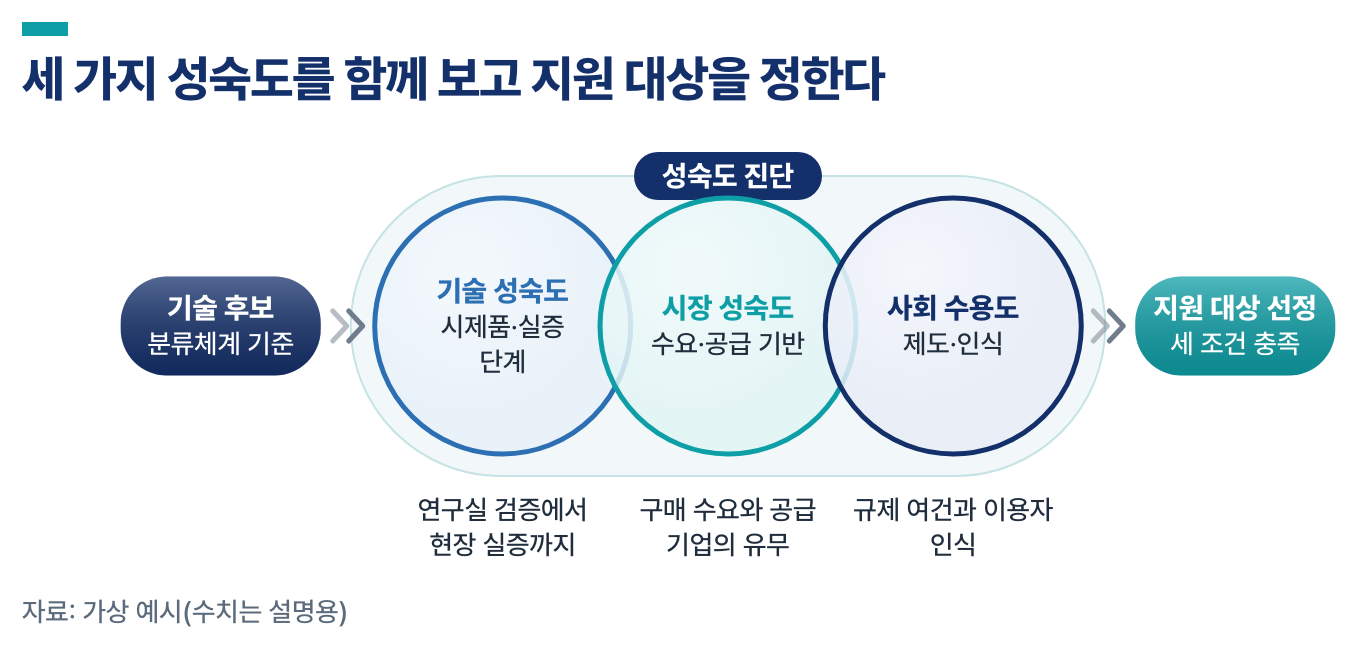 세 가지 성숙도를 함께 보고 지원 대상을 정한다
성숙도 진단
기술 후보
분류체계 기준
기술 성숙도
시제품·실증
단계
시장 성숙도
수요·공급 기반
사회 수용도
제도·인식
지원 대상 선정
세 조건 충족
연구실 검증에서
현장 실증까지
구매 수요와 공급
기업의 유무
규제 여건과 이용자
인식
자료: 가상 예시(수치는 설명용)